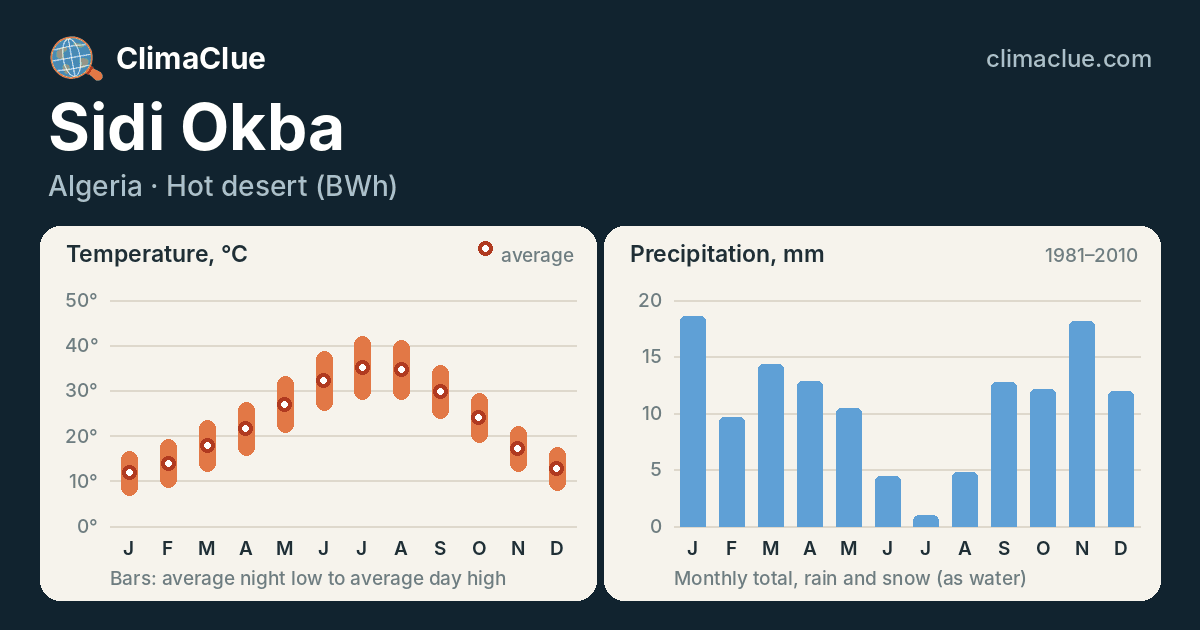 ClimaClue
climaclue.com
Sidi Okba
Algeria · Hot desert (BWh)
Temperature, °C
average
50°
40°
30°
20°
10°
0°
J F M A M J J A S O N D
Bars: average night low to average day high
Precipitation, mm
1981–2010
20
15
10
5
0
J F M A M J J A S O N D
Monthly total, rain and snow (as water)